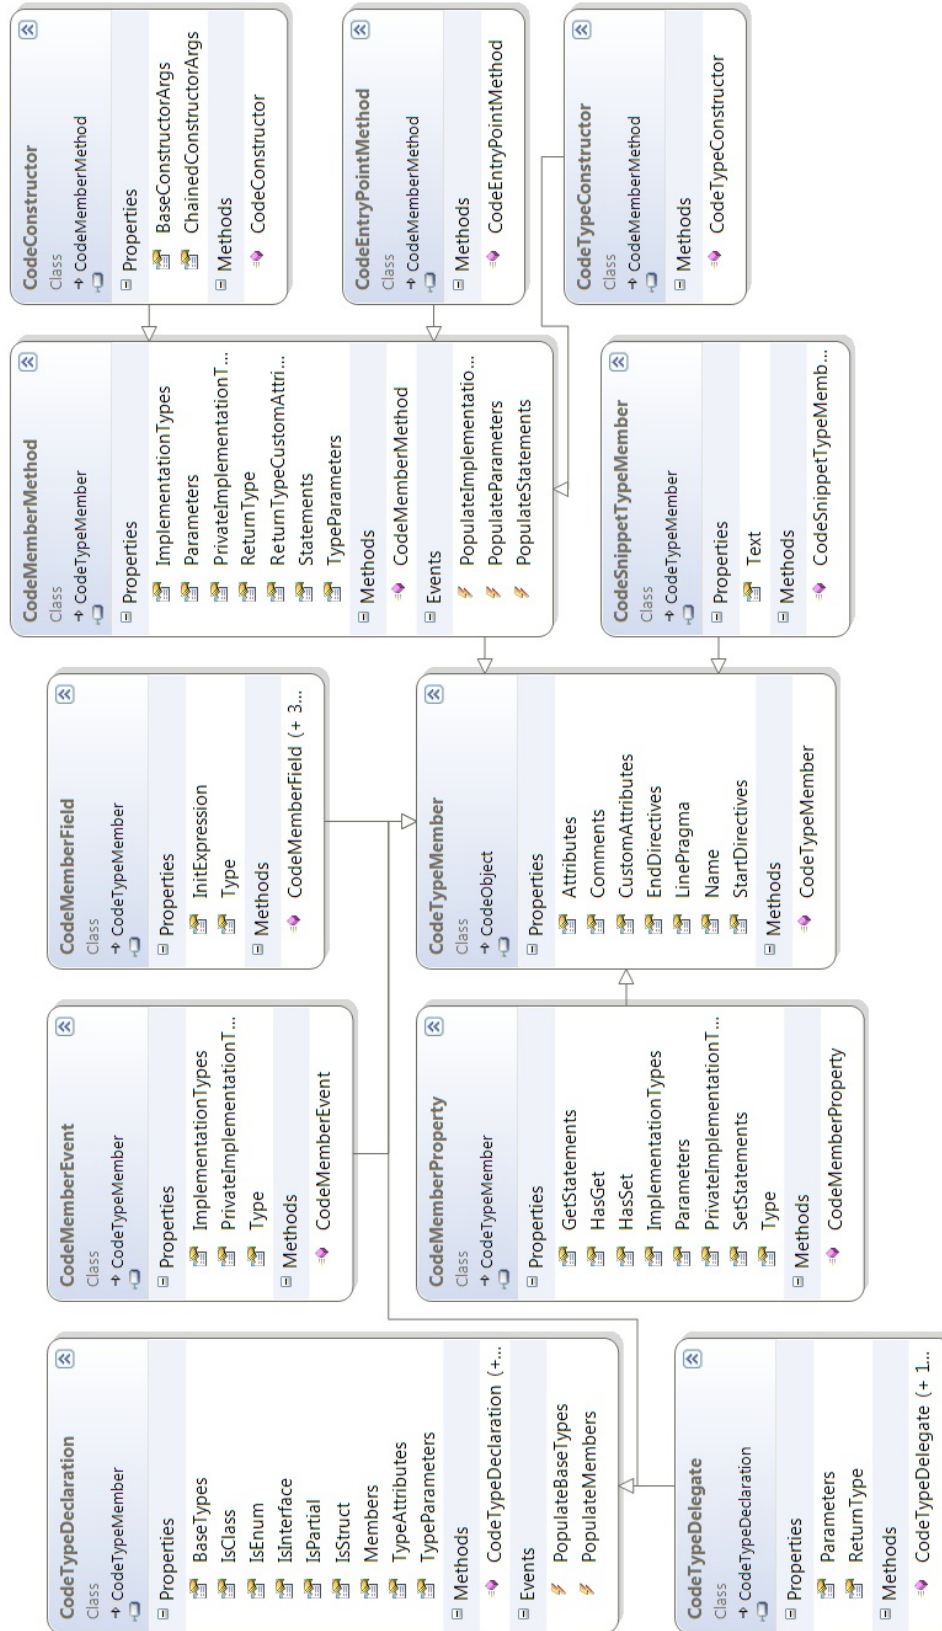 CodeTypeDeclaration
Class
CodeTypeMember
Properties
BaseTypes
IsClass
IsEnum
IsInterface
IsPartial
IsStruct
Members
TypeAttributes
TypeParameters
Methods
CodeTypeDeclaration (+...
Events
PopulateBaseTypes
PopulateMembers
CodeMemberEvent
Class
CodeTypeMember
Properties
ImplementationTypes
PrivateImplementationT...
Type
Methods
CodeMemberEvent
CodeMemberField
Class
CodeTypeMember
Properties
InitExpression
Type
Methods
CodeMemberField (+ 3...
CodeMemberMethod
Class
CodeTypeMember
Properties
ImplementationTypes
Parameters
PrivateImplementationT...
ReturnType
ReturnTypeCustomAttri...
Statements
TypeParameters
Methods
CodeMemberMethod
Events
PopulateImplementatio...
PopulateParameters
PopulateStatements
CodeConstructor
Class
CodeMemberMethod
Properties
BaseConstructorArgs
ChainedConstructorArgs
Methods
CodeConstructor
CodeEntryPointMethod
Class
CodeMemberMethod
Methods
CodeEntryPointMethod
CodeMemberProperty
Class
CodeTypeMember
Properties
GetStatements
HasGet
HasSet
ImplementationTypes
Parameters
PrivateImplementationT...
SetStatements
Type
Methods
CodeMemberProperty
CodeTypeMember
Class
CodeObject
Properties
Attributes
Comments
CustomAttributes
EndDirectives
LinePragma
Name
StartDirectives
Methods
CodeTypeMember
CodeTypeConstructor
Class
CodeMemberMethod
Methods
CodeTypeConstructor
CodeSnippetTypeMember
Class
CodeTypeMember
Properties
Text
Methods
CodeSnippetTypeMemb...
CodeTypeDelegate
Class
CodeTypeDeclaration
Properties
Parameters
ReturnType
Methods
CodeTypeDelegate (+ 1...